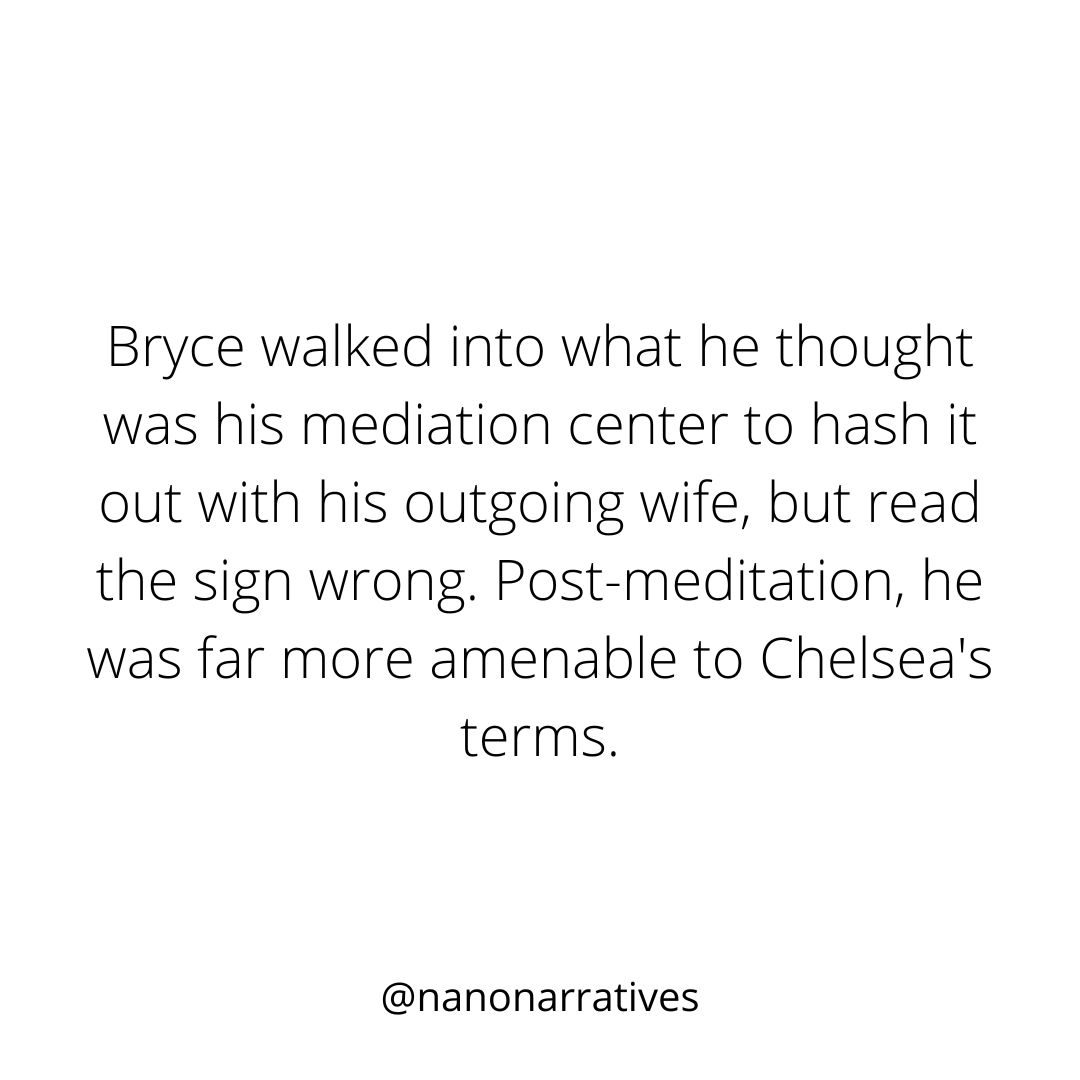 Bryce walked into what he thought
was his mediation center to hash it
out with his outgoing wife, but read
the sign wrong. Post-meditation, he
was far more amenable to Chelsea's
terms.
@nanonarratives